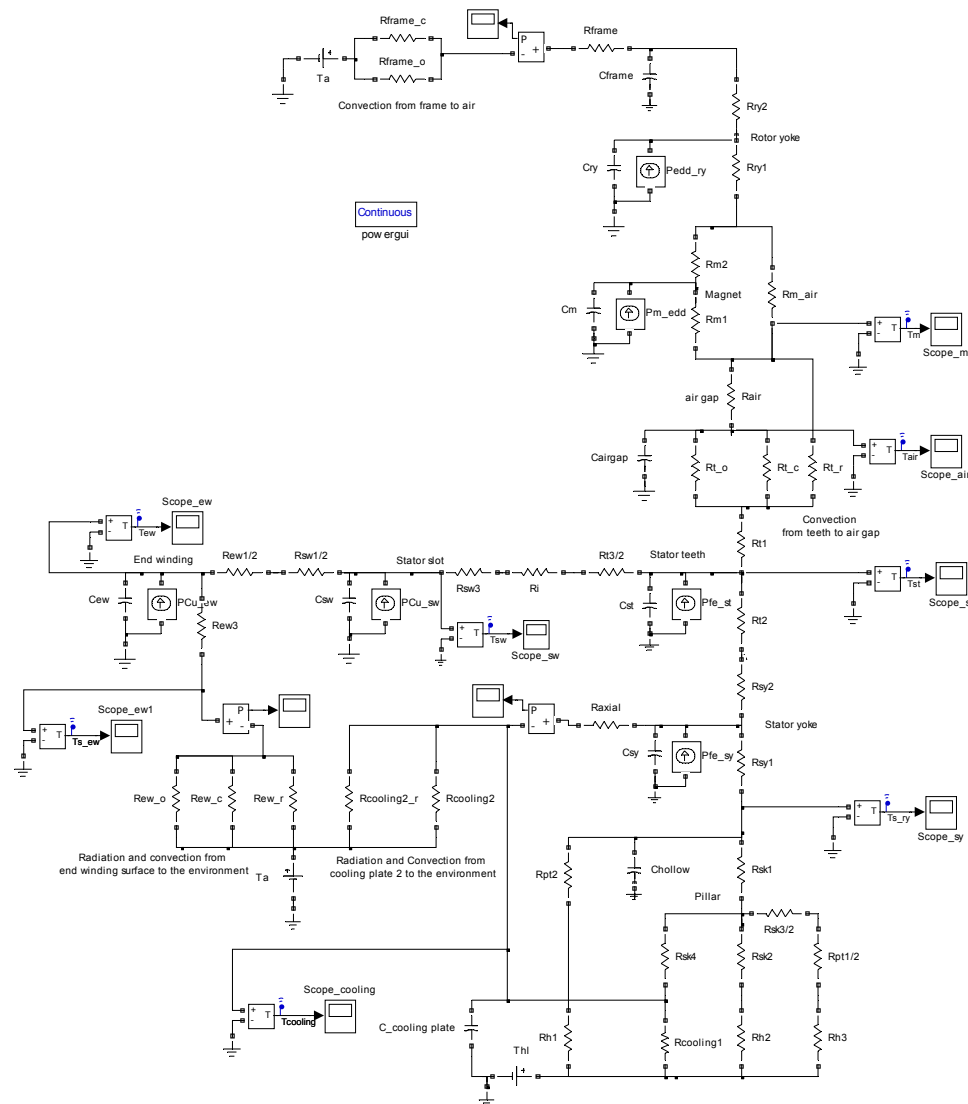 Rframe_c
P
+
-
Rframe
Rframe_o
Ta
Cframe
Convection from frame to air
Rry2
Rotor yoke
Cry
Pedd_ry
Rry1
Continuous
powergui
Rm2
Magnet
Rm_air
Cm
Pm_edd
Rm1
+
-
T
Tm
Scope_m
air gap
Rair
Cairgap
Rt_o
Rt_c
Rt_r
+
-
T
Tair
Scope_air
Scope_ew
+
-
T
Tew
Convection
from teeth to air gap
Rt1
End winding
Rew1/2
Rsw1/2
Stator slot
Rsw3
Ri
Rt3/2
Stator teeth
+
-
T
Tst
Scope_s
Cew
PCu_ew
Csw
PCu_sw
Cst
Pfe_st
Rt2
Rew3
+
-
T
Tsw
Scope_sw
Rsy2
Scope_ew1
+
-
T
Ts_ew
P
+
-
P
+
-
Raxial
Stator yoke
Csy
Pfe_sy
Rsy1
Rew_o
Rew_c
Rew_r
Rcooling2_r
Rcooling2
+
-
T
Ts_ry
Scope_sy
Radiation and convection from
end winding surface to the environment
Ta
Radiation and Convection from
cooling plate 2 to the environment
Rpt2
Chollow
Rsk1
Pillar
Rsk3/2
Rsk4
Rsk2
Rpt1/2
Scope_cooling
+
-
T
Tcooling
C_cooling plate
Rh1
Rcooling1
Rh2
Rh3
Thl